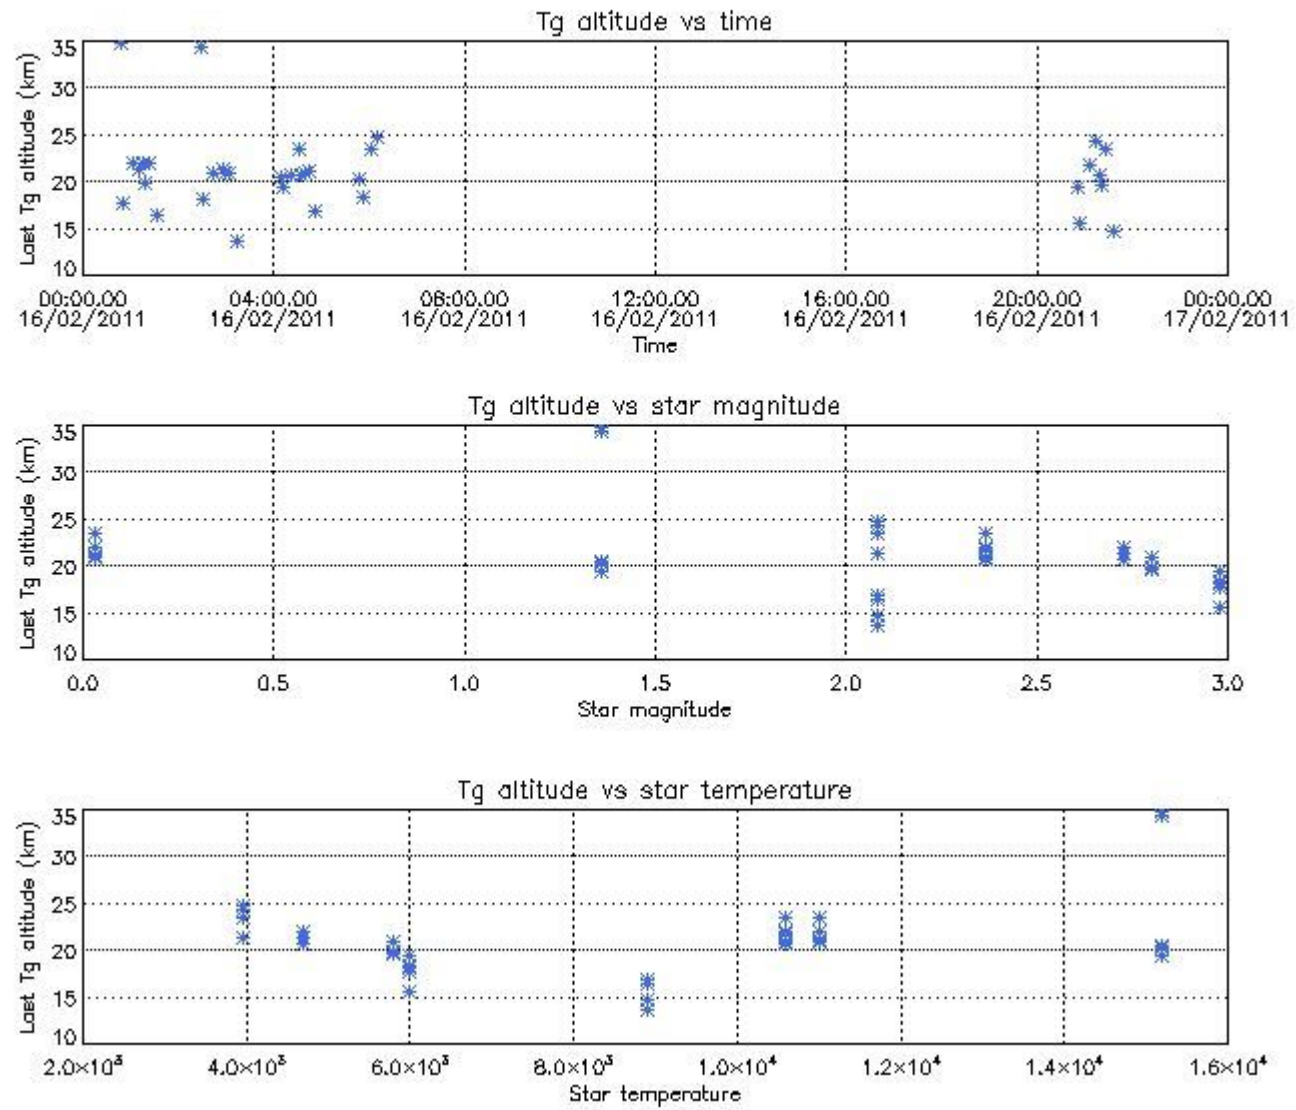 Tg altitude vs time
Last Tg altitude (km)
35
30
25
20
15
10
00:00.00 04:00.00 08:00.00 12:00.00 16:00.00 20:00.00 00:00.00
16/02/2011 16/02/2011 16/02/2011 16/02/2011 16/02/2011 16/02/2011 17/02/2011
Time
Tg altitude vs star magnitude
Last Tg altitude (km)
35
30
25
20
15
10
0.0 0.5 1.0 1.5 2.0 2.5 3.0
Star magnitude
Tg altitude vs star temperature
Last Tg altitude (km)
35
30
25
20
15
10
2.0×10³ 4.0×10³ 6.0×10³ 8.0×10³ 1.0×10⁴ 1.2×10⁴ 1.4×10⁴ 1.6×10⁴
Star temperature